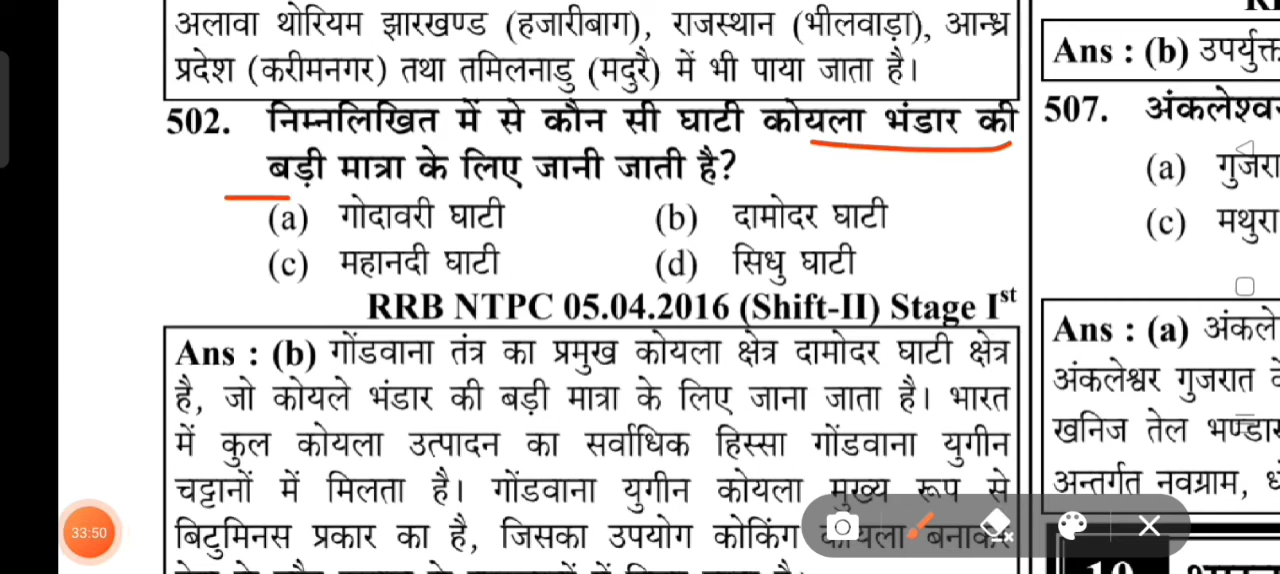 अलावा थोरियम झारखण्ड (हजारीबाग), राजस्थान (भीलवाड़ा), आन्ध्र
प्रदेश (करीमनगर) तथा तमिलनाडु (मदुरै) में भी पाया जाता है।
502. निम्नलिखित में से कौन सी घाटी कोयला भंडार की
बड़ी मात्रा के लिए जानी जाती है?
(a) गोदावरी घाटी (b) दामोदर घाटी
(c) महानदी घाटी (d) सिधु घाटी
RRB NTPC 05.04.2016 (Shift-II) Stage Ist
Ans : (b) गोंडवाना तंत्र का प्रमुख कोयला क्षेत्र दामोदर घाटी क्षेत्र
है, जो कोयले भंडार की बड़ी मात्रा के लिए जाना जाता है। भारत
में कुल कोयला उत्पादन का सर्वाधिक हिस्सा गोंडवाना युगीन
चट्टानों में मिलता है। गोंडवाना युगीन कोयला मुख्य रूप से
बिटुमिनस प्रकार का है, जिसका उपयोग कोकिंग कोयला बनाकर
33:50
Ans : (b) उपर्युक्त
507. अंकलेश्वर
(a) गुजरा
(c) मथुरा
Ans : (a) अंकले
अंकलेश्वर गुजरात के
खनिज तेल भण्डार
अन्तर्गत नवग्राम,